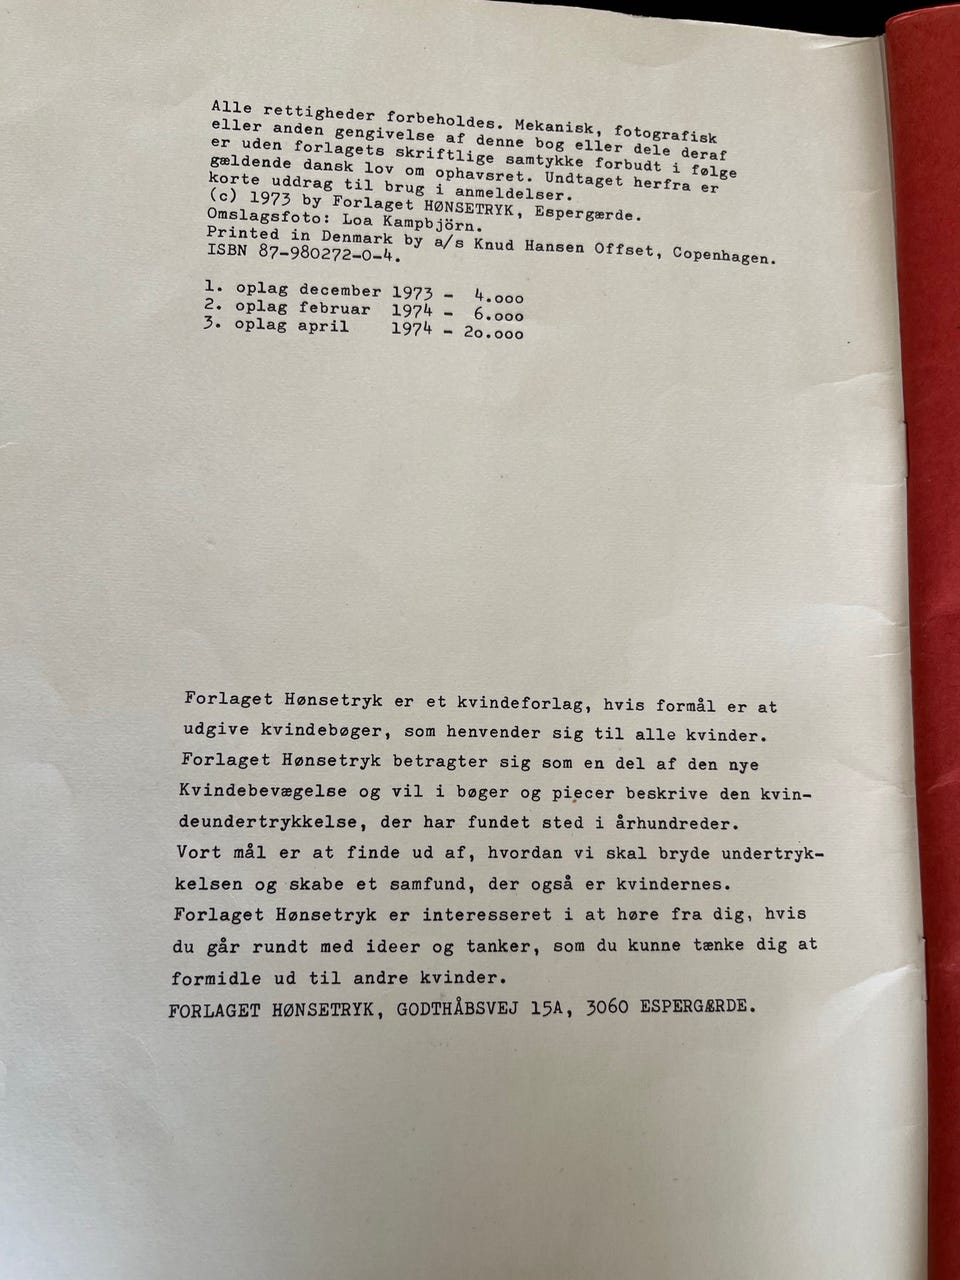 Alle rettigheder forbeholdes. Mekanisk, fotografisk
eller anden gengivelse af denne bog eller dele deraf
er uden forlagets skriftlige samtykke forbudt i følge
gældende dansk lov om ophavsret. Undtaget herfra er
korte uddrag til brug i anmeldelser.
(c) 1973 by Forlaget HØNSETRYK, Espergærde.
Omslagsfoto: Loa Kampbjörn.
Printed in Denmark by a/s Knud Hansen Offset, Copenhagen.
ISBN 87-980272-0-4.
1. oplag december 1973 - 4.ooo
2. oplag februar 1974 - 6.ooo
3. oplag april 1974 - 2o.ooo
Forlaget Hønsetryk er et kvindeforlag, hvis formål er at
udgive kvindebøger, som henvender sig til alle kvinder.
Forlaget Hønsetryk betragter sig som en del af den nye
Kvindebevægelse og vil i bøger og piecer beskrive den kvin-
deundertrykkelse, der har fundet sted i århundreder.
Vort mål er at finde ud af, hvordan vi skal bryde undertryk-
kelsen og skabe et samfund, der også er kvindernes.
Forlaget Hønsetryk er interesseret i at høre fra dig, hvis
du går rundt med ideer og tanker, som du kunne tænke dig at
formidle ud til andre kvinder.
FORLAGET HØNSETRYK, GODTHÅBSVEJ 15A, 3060 ESPERGÆRDE.